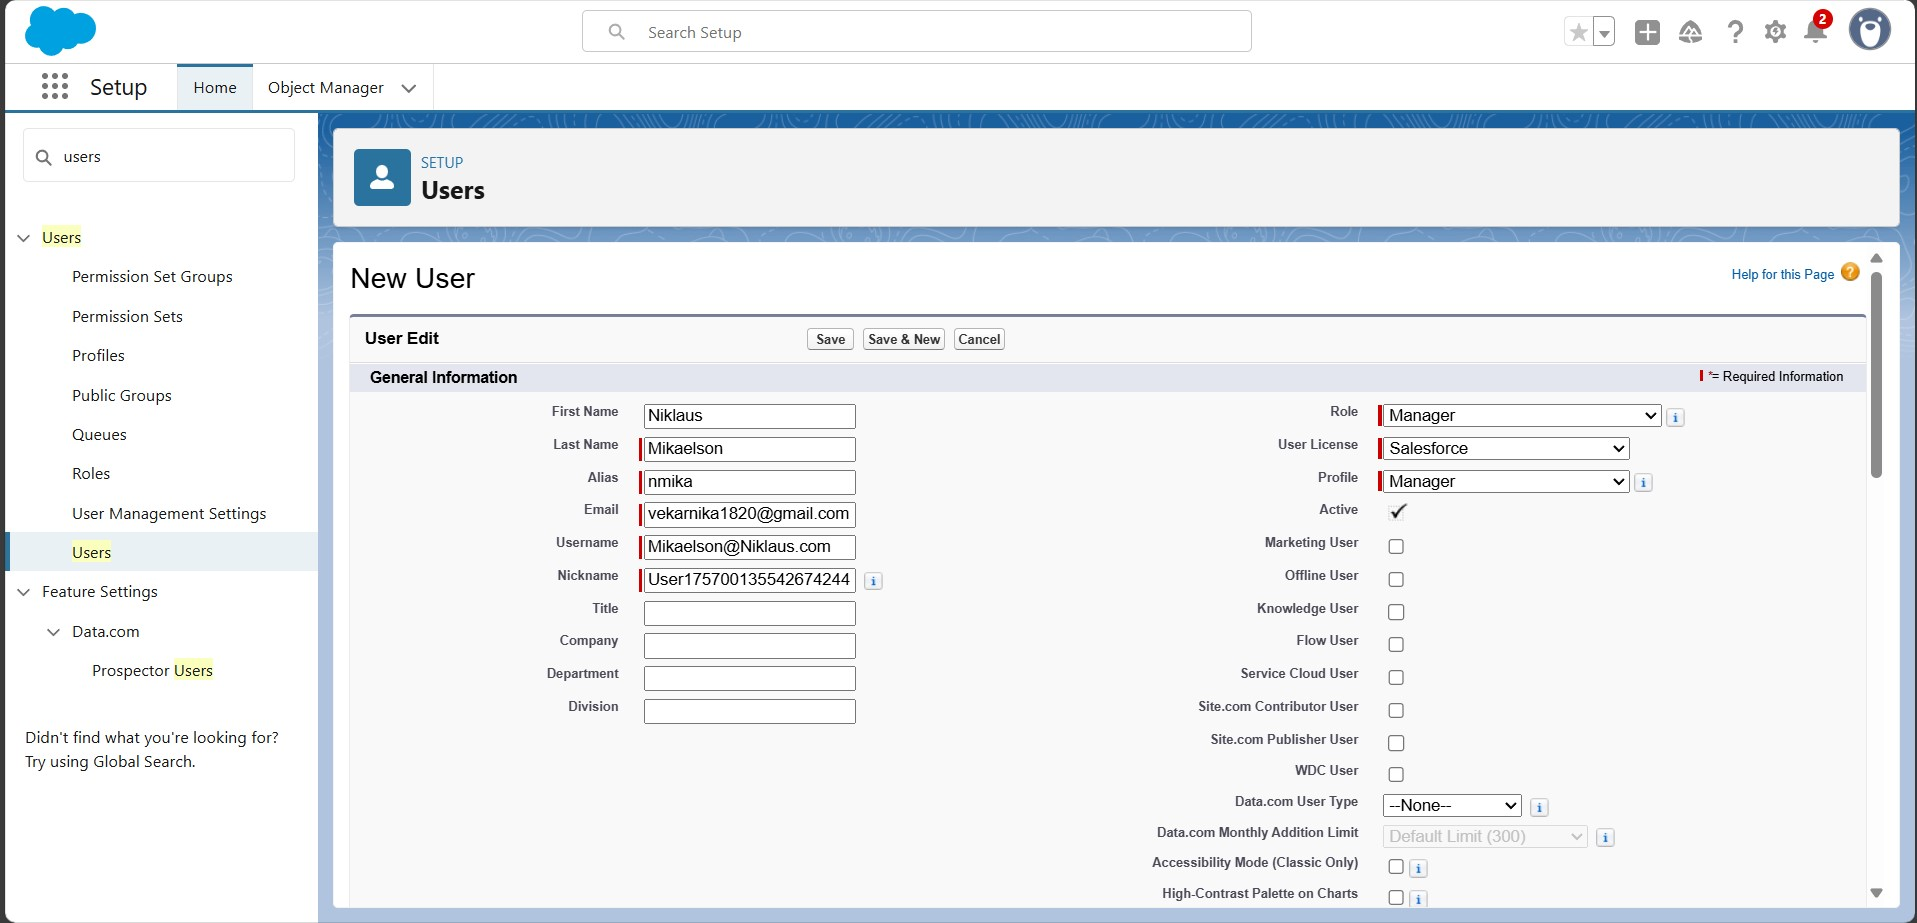 Search Setup
2
Setup
Home
Object Manager
users
Users
Permission Set Groups
Permission Sets
Profiles
Public Groups
Queues
Roles
User Management Settings
Users
Feature Settings
Data.com
Prospector Users
Didn't find what you're looking for?
Try using Global Search.
SETUP
Users
New User
Help for this Page ?
User Edit
Save
Save & New
Cancel
General Information
*= Required Information
First Name Niklaus
Last Name Mikaelson
Alias nmika
Email vekarnika1820@gmail.com
Username Mikaelson@Niklaus.com
Nickname User175700135542674244 i
Title
Company
Department
Division
Role Manager i
User License Salesforce
Profile Manager i
Active
Marketing User
Offline User
Knowledge User
Flow User
Service Cloud User
Site.com Contributor User
Site.com Publisher User
WDC User
Data.com User Type --None-- i
Data.com Monthly Addition Limit Default Limit (300) i
Accessibility Mode (Classic Only) i
High-Contrast Palette on Charts i